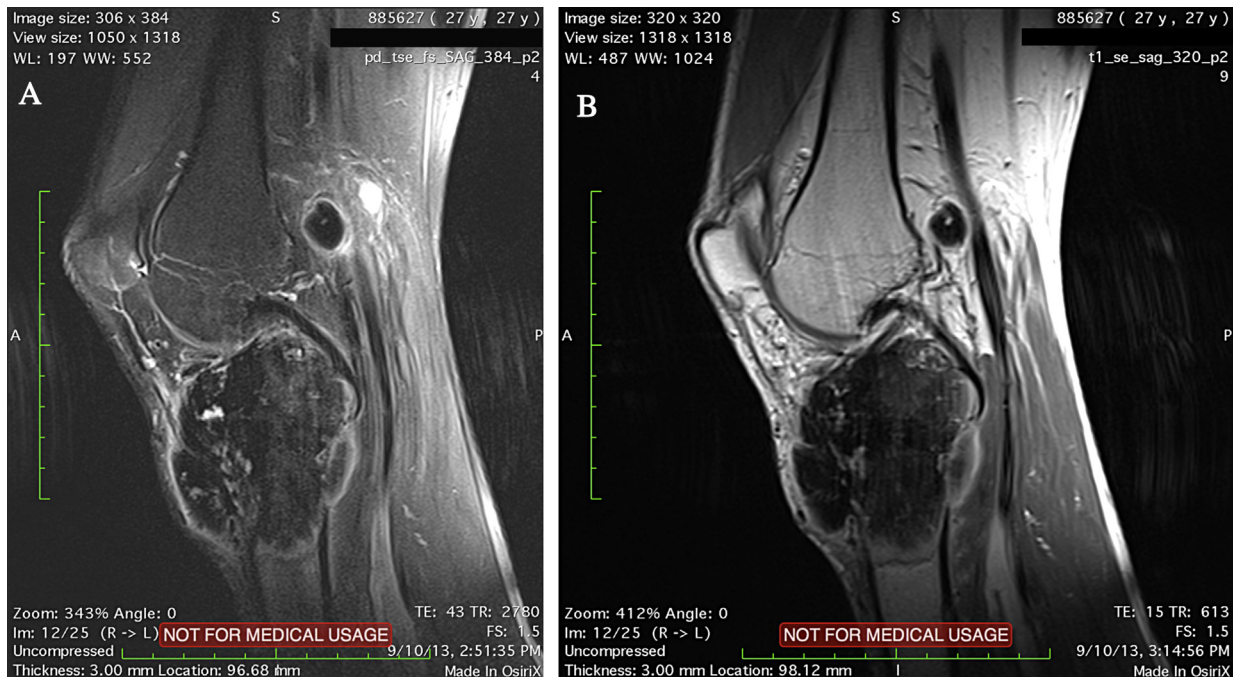 Image size: 306 x 384
View size: 1050 x 1318
WL: 197 WW: 552
S
885627 ( 27 y, 27 y )
pd_tse_fs_SAG_384_p2
4
A
A
P
Zoom: 343% Angle: 0
Im: 12/25 (R -> L)
Uncompressed
Thickness: 3.00 mm Location: 96.68 mm
NOT FOR MEDICAL USAGE
I
TE: 43 TR: 2780
FS: 1.5
9/10/13, 2:51:35 PM
Made In OsiriX
Image size: 320 x 320
View size: 1318 x 1318
WL: 487 WW: 1024
S
885627 ( 27 y, 27 y )
t1_se_sag_320_p2
9
B
A
P
Zoom: 412% Angle: 0
Im: 12/25 (R -> L)
Uncompressed
Thickness: 3.00 mm Location: 98.12 mm
NOT FOR MEDICAL USAGE
I
TE: 15 TR: 613
FS: 1.5
9/10/13, 3:14:56 PM
Made In OsiriX